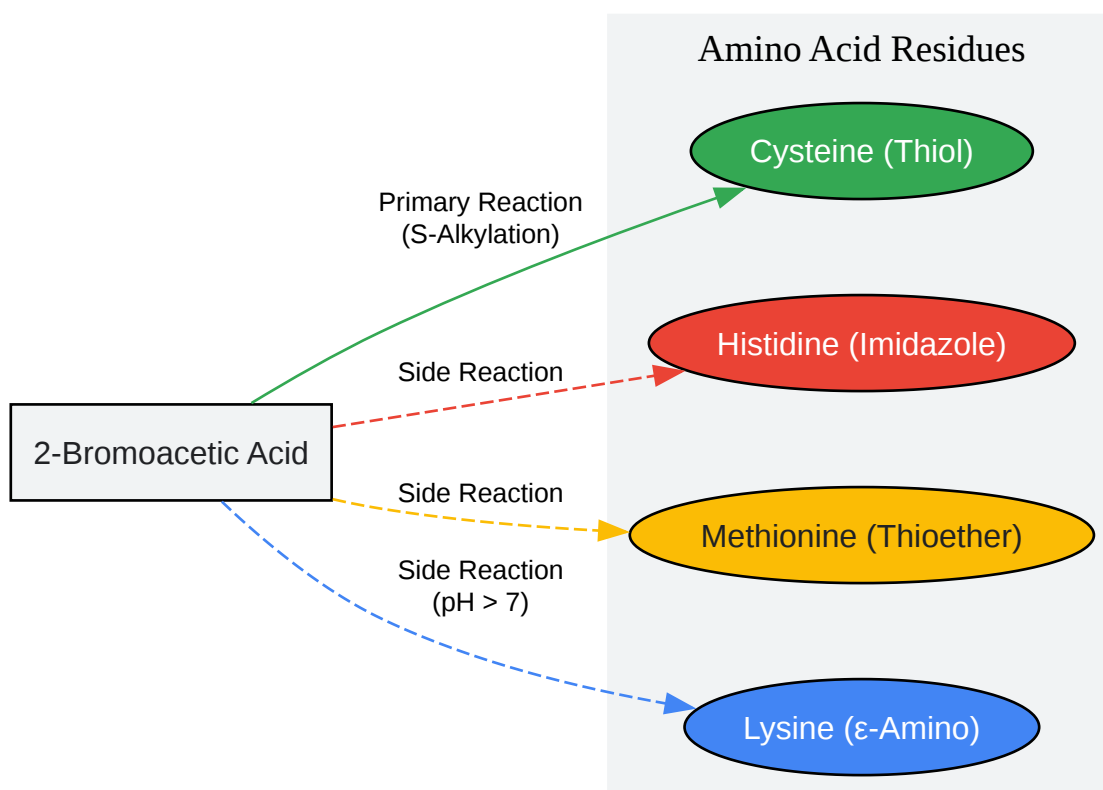 Amino Acid Residues
Cysteine (Thiol)
Primary Reaction
(S-Alkylation)
Histidine (Imidazole)
Side Reaction
2-Bromoacetic Acid
Side Reaction
Methionine (Thioether)
Side Reaction
(pH > 7)
Lysine (ε-Amino)